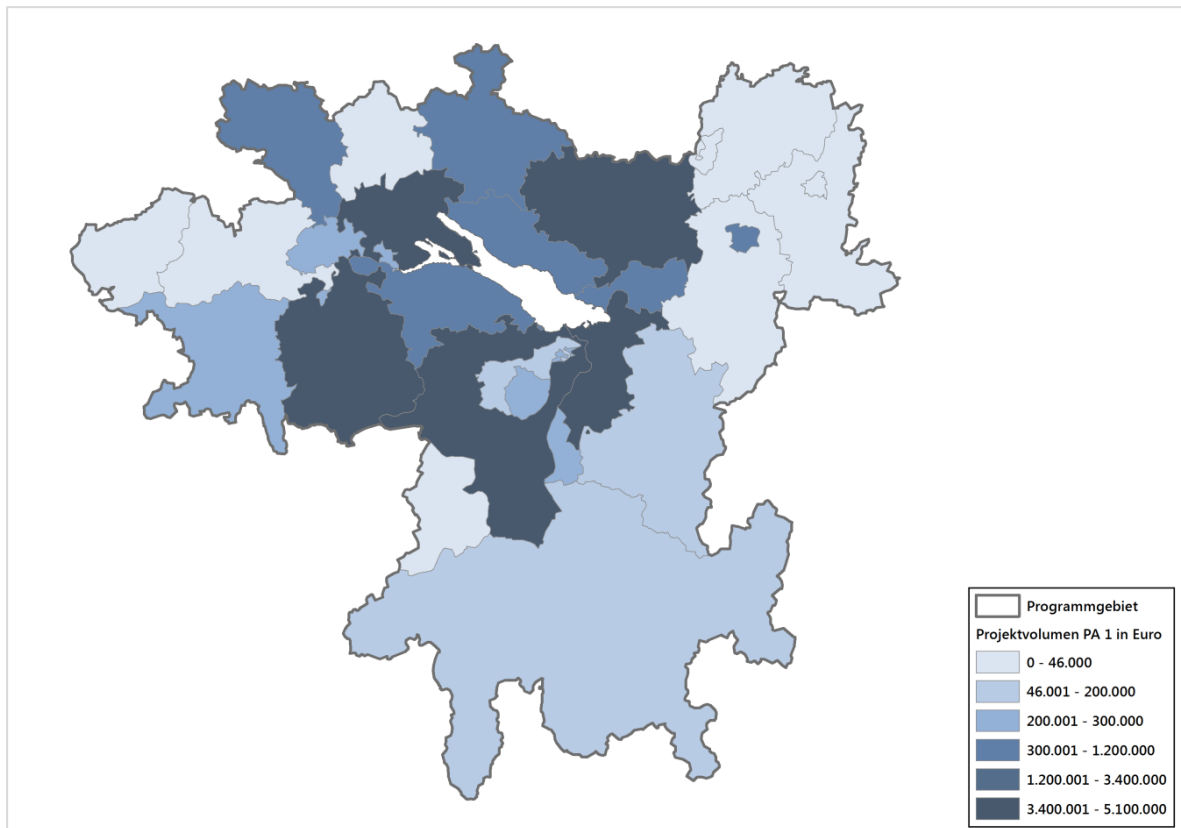 Programmgebiet
Projektvolumen PA 1 in Euro
0 - 46.000
46.001 - 200.000
200.001 - 300.000
300.001 - 1.200.000
1.200.001 - 3.400.000
3.400.001 - 5.100.000